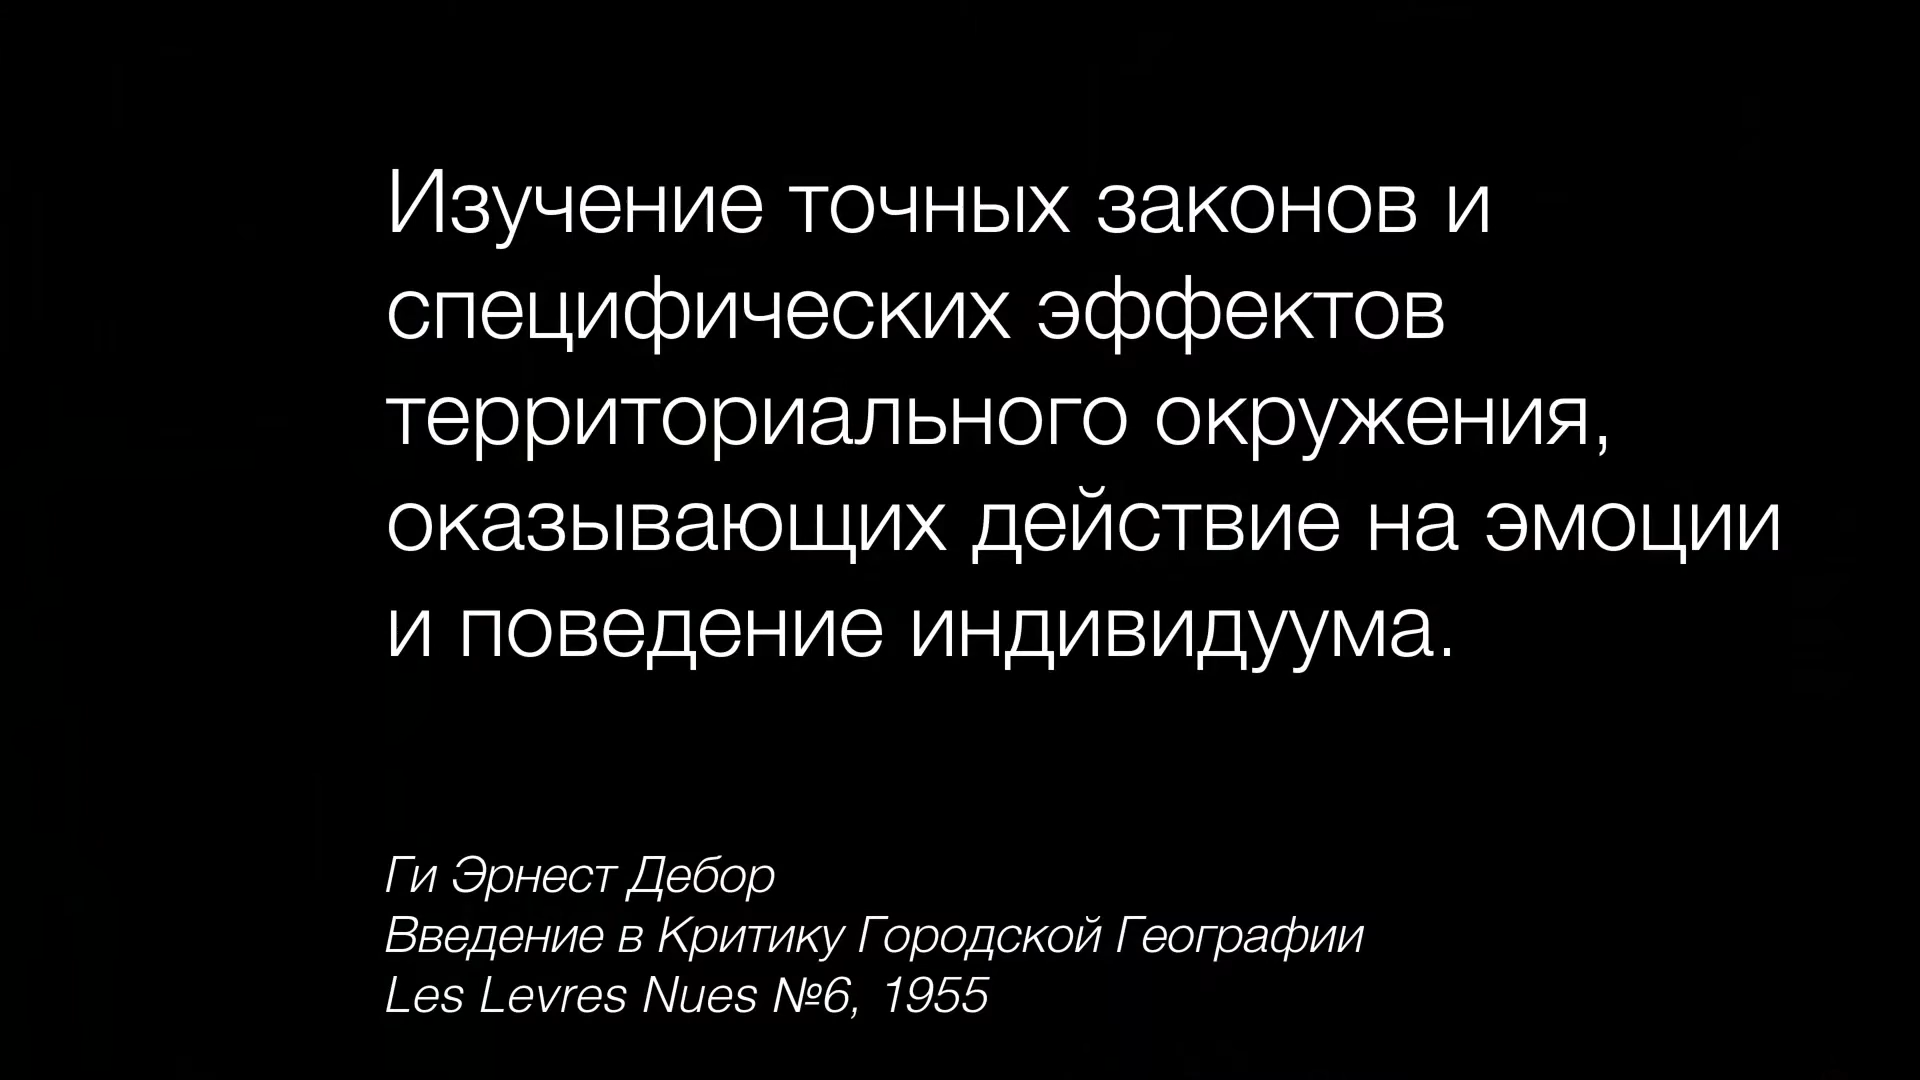 Изучение точных законов и
специфических эффектов
территориального окружения,
оказывающих действие на эмоции
и поведение индивидуума.
Ги Эрнест Дебор
Введение в Критику Городской Географии
Les Levres Nues №6, 1955